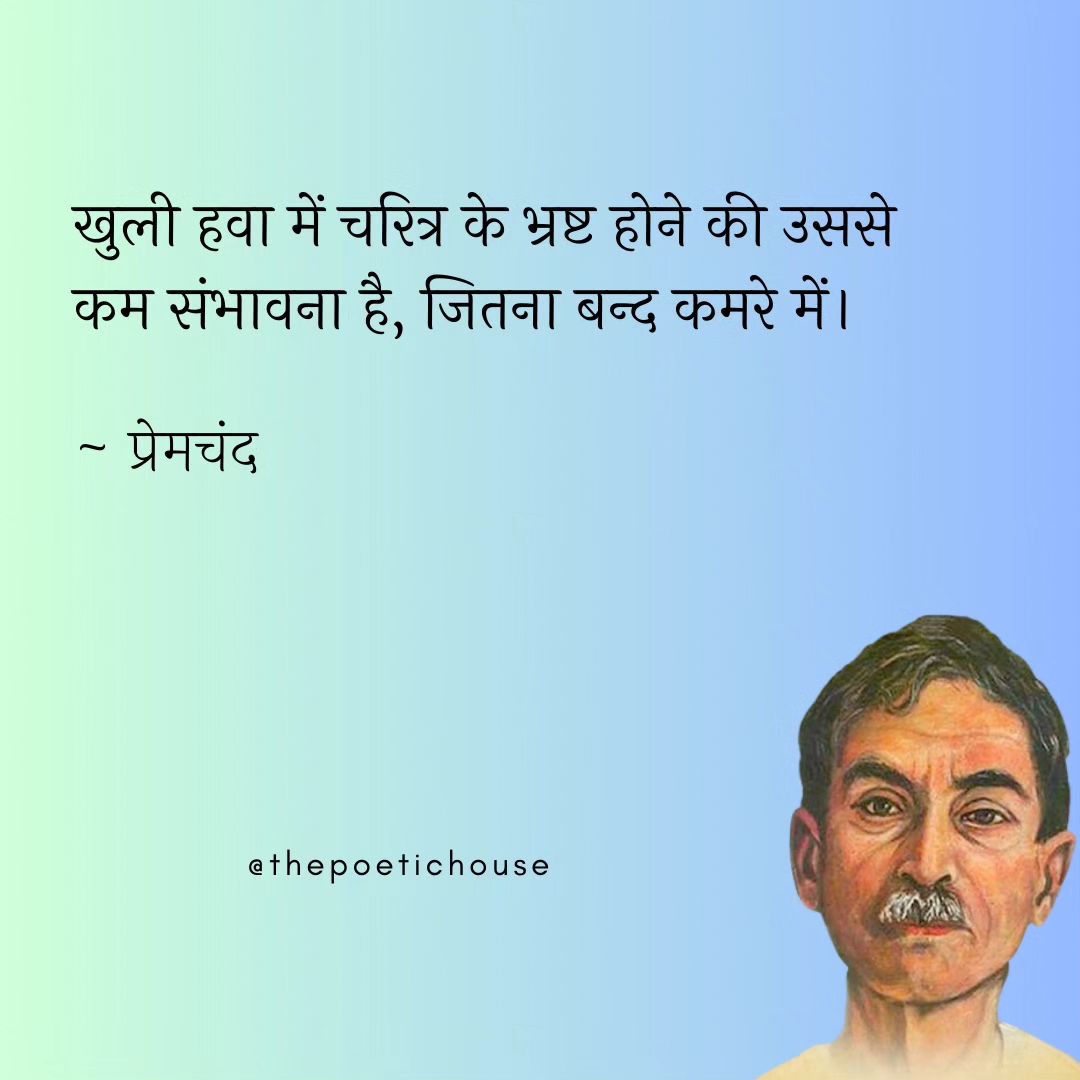 खुली हवा में चरित्र के भ्रष्ट होने की उससे
कम संभावना है, जितना बन्द कमरे में।
~ प्रेमचंद
@thepoetichouse